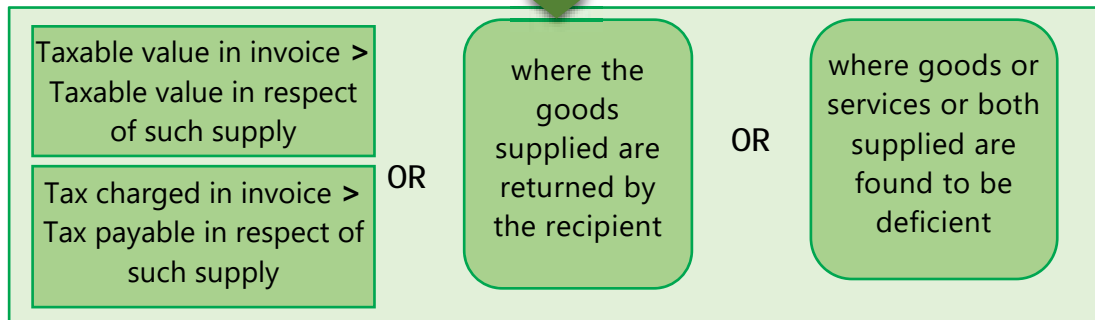 Taxable value in invoice >
Taxable value in respect
of such supply
Tax charged in invoice >
Tax payable in respect of
such supply
OR
where the
goods
supplied are
returned by
the recipient
OR
where goods or
services or both
supplied are
found to be
deficient